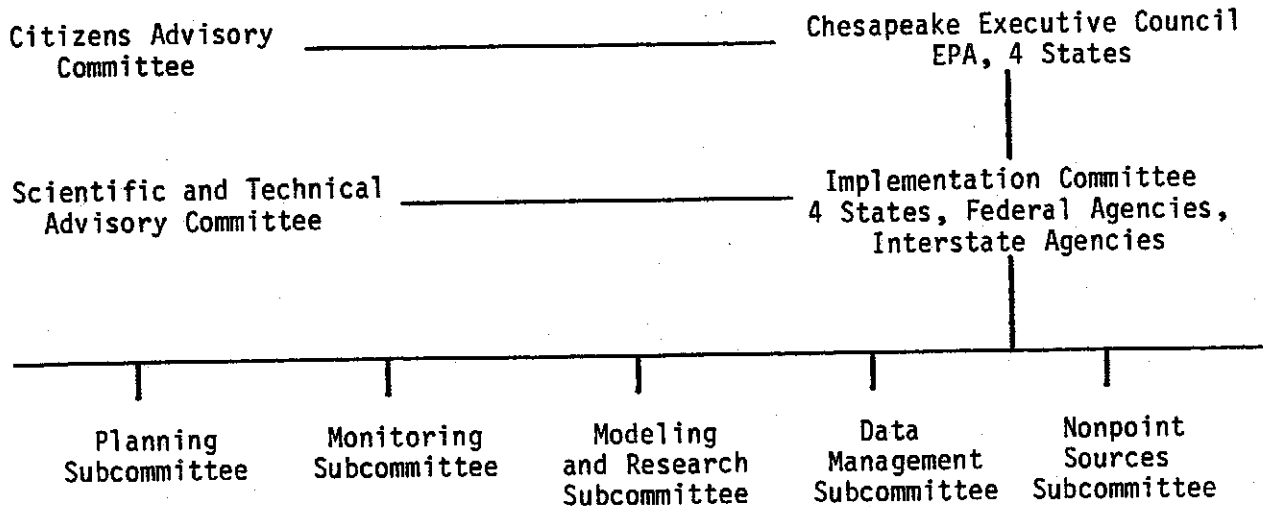 Citizens Advisory
Committee
Chesapeake Executive Council
EPA, 4 States
Scientific and Technical
Advisory Committee
Implementation Committee
4 States, Federal Agencies,
Interstate Agencies
Planning
Subcommittee
Monitoring
Subcommittee
Modeling
and Research
Subcommittee
Data
Management
Subcommittee
Nonpoint
Sources
Subcommittee